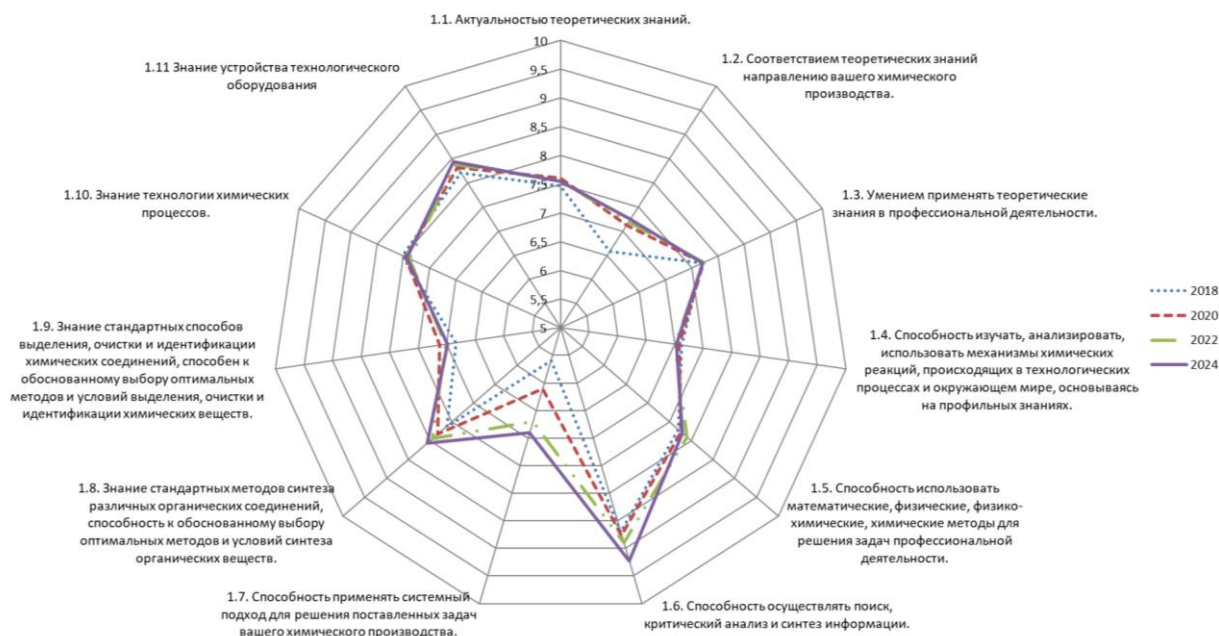 1.1. Актуальностью теоретических знаний.
1.2. Соответствием теоретических знаний
направлению вашего химического
производства.
1.3. Умением применять теоретические
знания в профессиональной деятельности.
1.4. Способность изучать, анализировать,
использовать механизмы химических
реакций, происходящих в технологических
процессах и окружающем мире, основываясь
на профильных знаниях.
1.5. Способность использовать
математические, физические, физико-
химические, химические методы для
решения задач профессиональной
деятельности.
1.6. Способность осуществлять поиск,
критический анализ и синтез информации.
1.7. Способность применять системный
подход для решения поставленных задач
вашего химического производства.
1.8. Знание стандартных методов синтеза
различных органических соединений,
способность к обоснованному выбору
оптимальных методов и условий синтеза
органических веществ.
1.9. Знание стандартных способов
выделения, очистки и идентификации
химических соединений, способен к
обоснованному выбору оптимальных
методов и условий выделения, очистки и
идентификации химических веществ.
1.10. Знание технологии химических
процессов.
1.11 Знание устройства технологического
оборудования
10
9,5
9
8,5
8
7,5
7
6,5
6
5,5
5
2018
2020
2022
2024